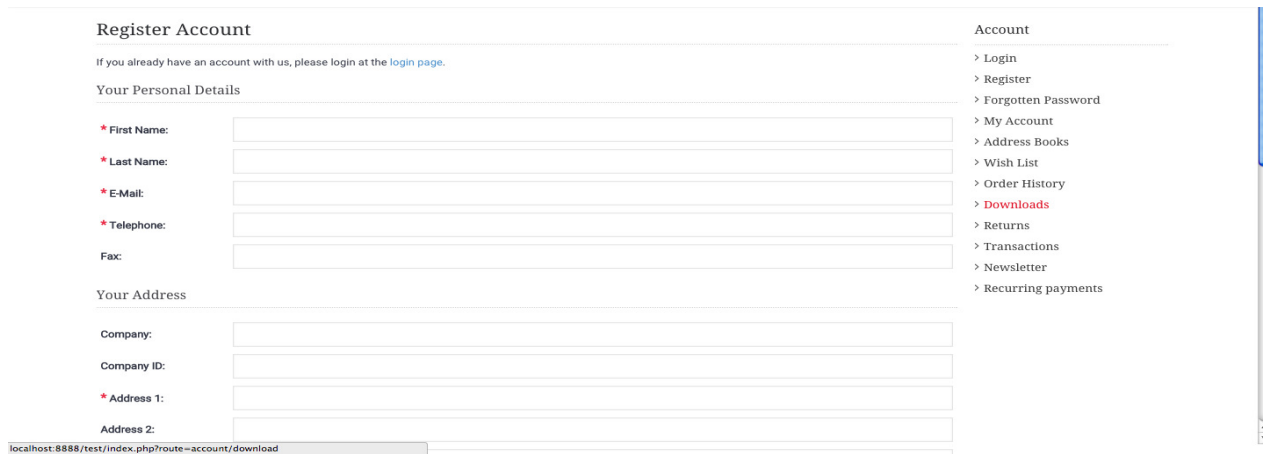 Register Account
If you already have an account with us, please login at the login page.
Your Personal Details
* First Name:
* Last Name:
* E-Mail:
* Telephone:
Fax:
Your Address
Company:
Company ID:
* Address 1:
Address 2:
Account
> Login
> Register
> Forgotten Password
> My Account
> Address Books
> Wish List
> Order History
> Downloads
> Returns
> Transactions
> Newsletter
> Recurring payments
localhost:8888/test/index.php?route=account/download